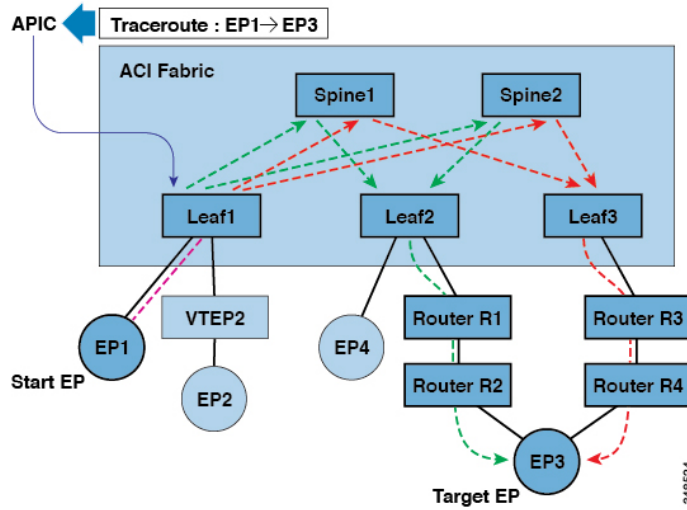 APIC
Traceroute : EP1→ EP3
ACI Fabric
Spine1
Spine2
Leaf1
Leaf2
Leaf3
VTEP2
Router R1
Router R3
EP1
EP4
Start EP
EP2
Router R2
Router R4
EP3
Target EP